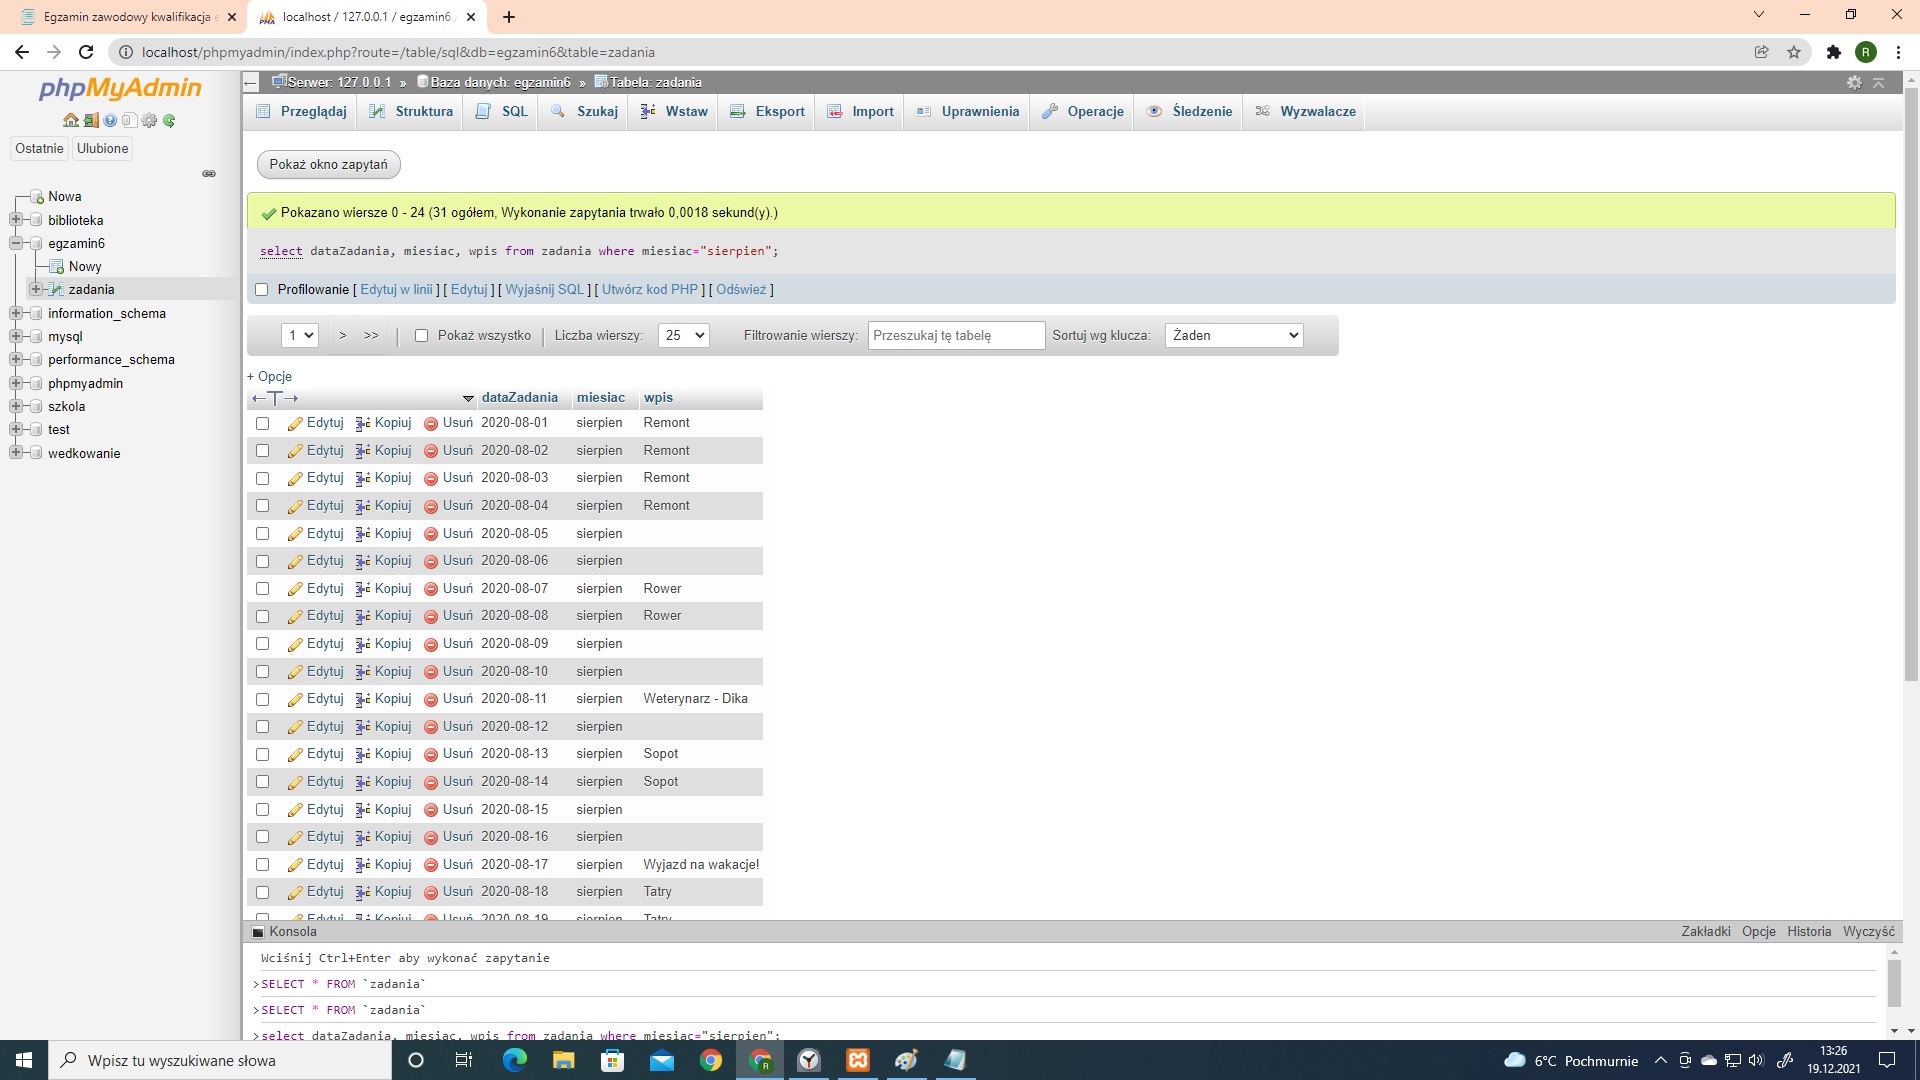 Egzamin zawodowy kwalifikacja e
localhost / 127.0.0.1 / egzamin6 /
localhost/phpmyadmin/index.php?route=/table/sql&db=egzamin6&table=zadania
R
phpMyAdmin
Ostatnie Ulubione
Nowa
biblioteka
egzamin6
Nowy
zadania
information_schema
mysql
performance_schema
phpmyadmin
szkola
test
wedkowanie
Serwer: 127.0.0.1 » Baza danych: egzamin6 » Tabela: zadania
Przeglądaj Struktura SQL Szukaj Wstaw Eksport Import Uprawnienia Operacje Śledzenie Wyzwalacze
Pokaż okno zapytań
Pokazano wiersze 0 - 24 (31 ogółem, Wykonanie zapytania trwało 0,0018 sekund(y).)
select dataZadania, miesiac, wpis from zadania where miesiac="sierpien";
Profilowanie [ Edytuj w linii ] [ Edytuj ] [ Wyjaśnij SQL ] [ Utwórz kod PHP ] [ Odśwież ]
1 > >> | Pokaż wszystko | Liczba wierszy: 25 Filtrowanie wierszy: Przeszukaj tę tabelę Sortuj wg klucza: Żaden
+ Opcje
←T→ dataZadania miesiac wpis
Edytuj Kopiuj Usuń 2020-08-01 sierpien Remont
Edytuj Kopiuj Usuń 2020-08-02 sierpien Remont
Edytuj Kopiuj Usuń 2020-08-03 sierpien Remont
Edytuj Kopiuj Usuń 2020-08-04 sierpien Remont
Edytuj Kopiuj Usuń 2020-08-05 sierpien
Edytuj Kopiuj Usuń 2020-08-06 sierpien
Edytuj Kopiuj Usuń 2020-08-07 sierpien Rower
Edytuj Kopiuj Usuń 2020-08-08 sierpien Rower
Edytuj Kopiuj Usuń 2020-08-09 sierpien
Edytuj Kopiuj Usuń 2020-08-10 sierpien
Edytuj Kopiuj Usuń 2020-08-11 sierpien Weterynarz - Dika
Edytuj Kopiuj Usuń 2020-08-12 sierpien
Edytuj Kopiuj Usuń 2020-08-13 sierpien Sopot
Edytuj Kopiuj Usuń 2020-08-14 sierpien Sopot
Edytuj Kopiuj Usuń 2020-08-15 sierpien
Edytuj Kopiuj Usuń 2020-08-16 sierpien
Edytuj Kopiuj Usuń 2020-08-17 sierpien Wyjazd na wakacje!
Edytuj Kopiuj Usuń 2020-08-18 sierpien Tatry
Edytuj Kopiuj Usuń 2020-08-19 sierpien Tatry
Konsola Zakładki Opcje Historia Wyczyść
Wciśnij Ctrl+Enter aby wykonać zapytanie
>SELECT * FROM `zadania`
>SELECT * FROM `zadania`
>select dataZadania, miesiac, wpis from zadania where miesiac="sierpien";
Wpisz tu wyszukiwane słowa
6°C Pochmurnie
13:26
19.12.2021